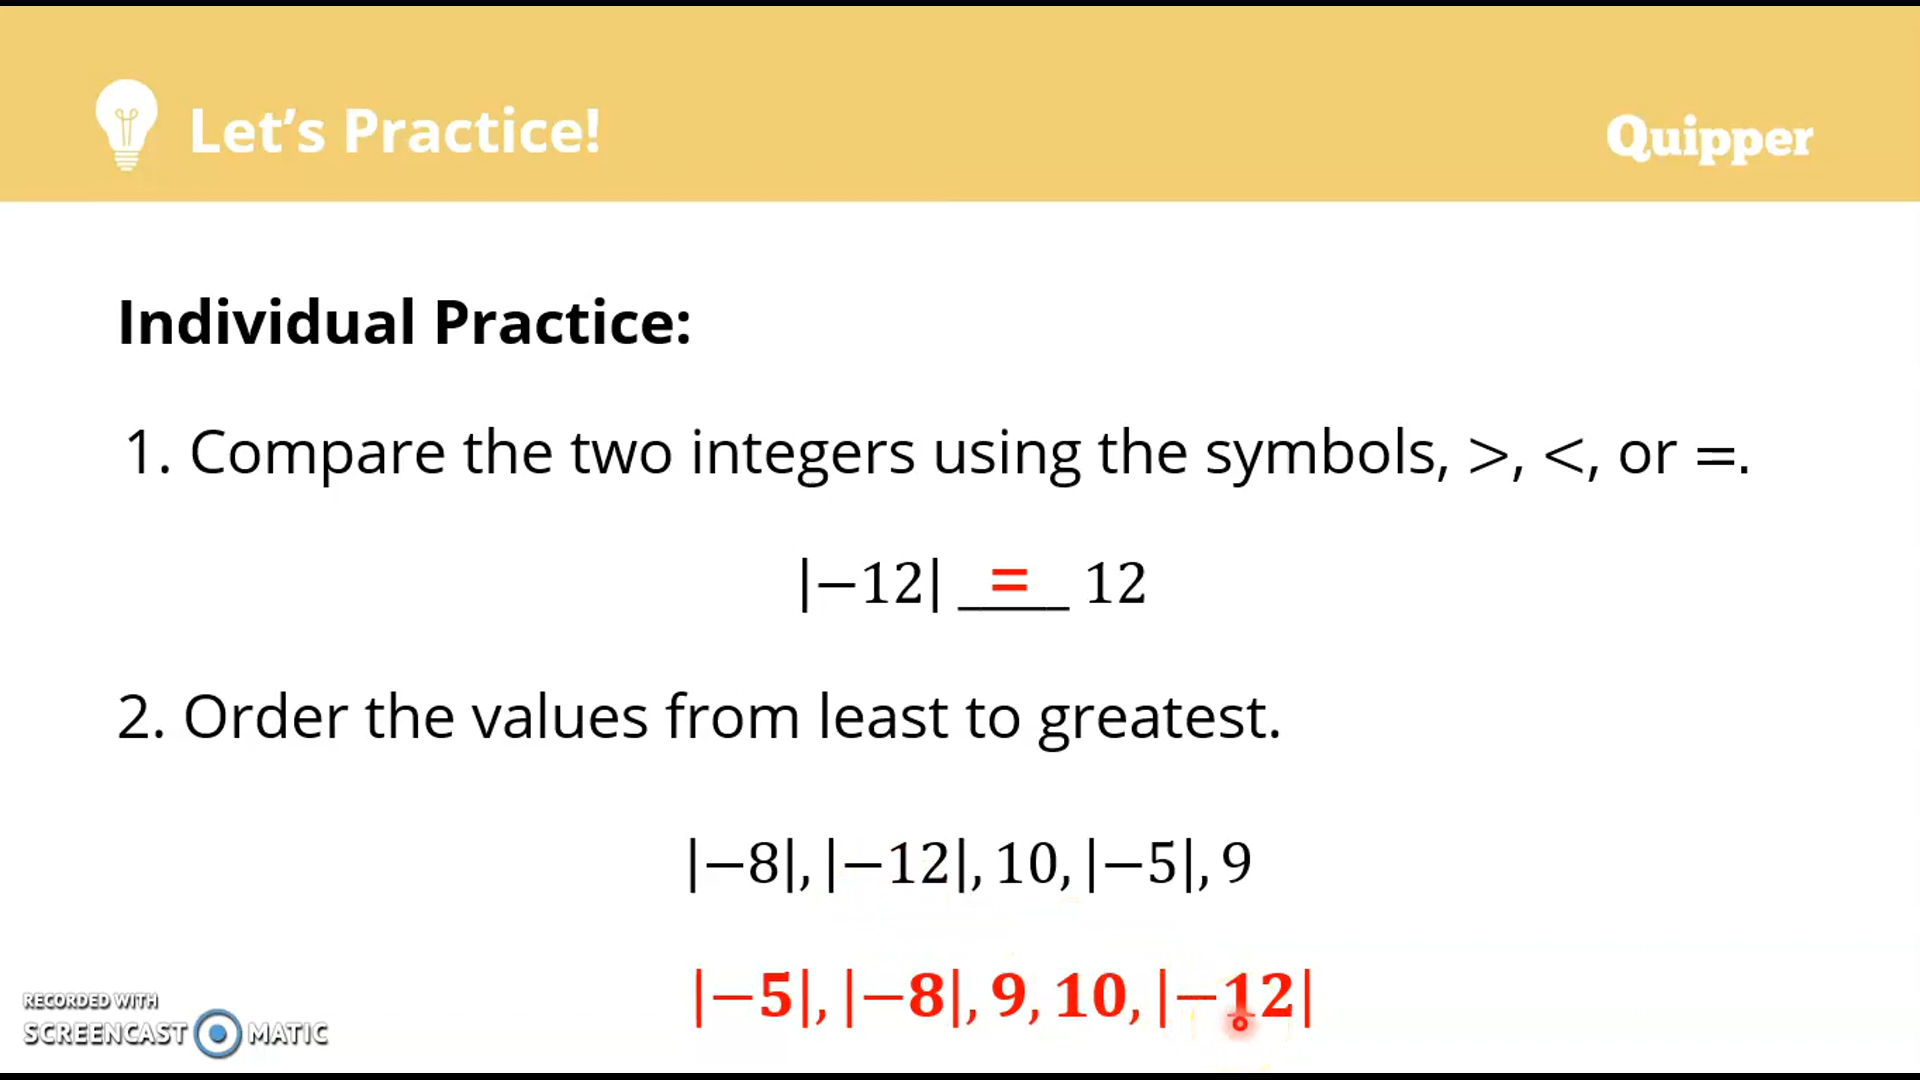 Let’s Practice!
Quipper
Individual Practice:
1. Compare the two integers using the symbols, >, <, or =.
|−12| __=__ 12
2. Order the values from least to greatest.
|−8|, |−12|, 10, |−5|, 9
|−5|, |−8|, 9, 10, |−12|
RECORDED WITH
SCREENCAST MATIC